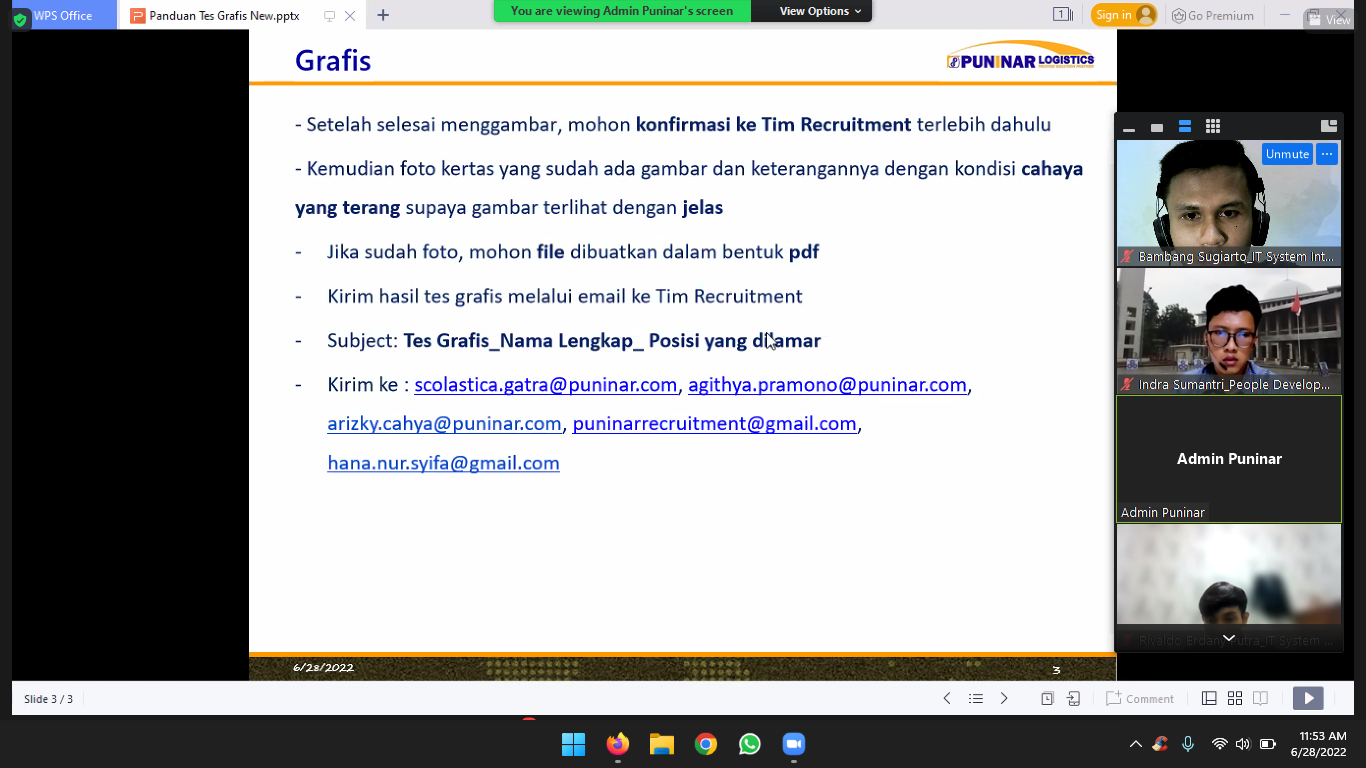 WPS Office
Panduan Tes Grafis New.pptx
You are viewing Admin Puninar's screen
View Options
1
Sign in
Go Premium
View
Grafis
PUNINAR LOGISTICS
- Setelah selesai menggambar, mohon konfirmasi ke Tim Recruitment terlebih dahulu
- Kemudian foto kertas yang sudah ada gambar dan keterangannya dengan kondisi cahaya
yang terang supaya gambar terlihat dengan jelas
- Jika sudah foto, mohon file dibuatkan dalam bentuk pdf
- Kirim hasil tes grafis melalui email ke Tim Recruitment
- Subject: Tes Grafis_Nama Lengkap_ Posisi yang dilamar
- Kirim ke : scolastica.gatra@puninar.com, agithya.pramono@puninar.com,
arizky.cahya@puninar.com, puninarrecruitment@gmail.com,
hana.nur.syifa@gmail.com
6/28/2022
3
Unmute
Bambang Sugiarto_IT System Int...
Indra Sumantri_People Develop...
Admin Puninar
Admin Puninar
Rivaldo Erdany Putra_IT System ...
Slide 3 / 3
Comment
11:53 AM
6/28/2022